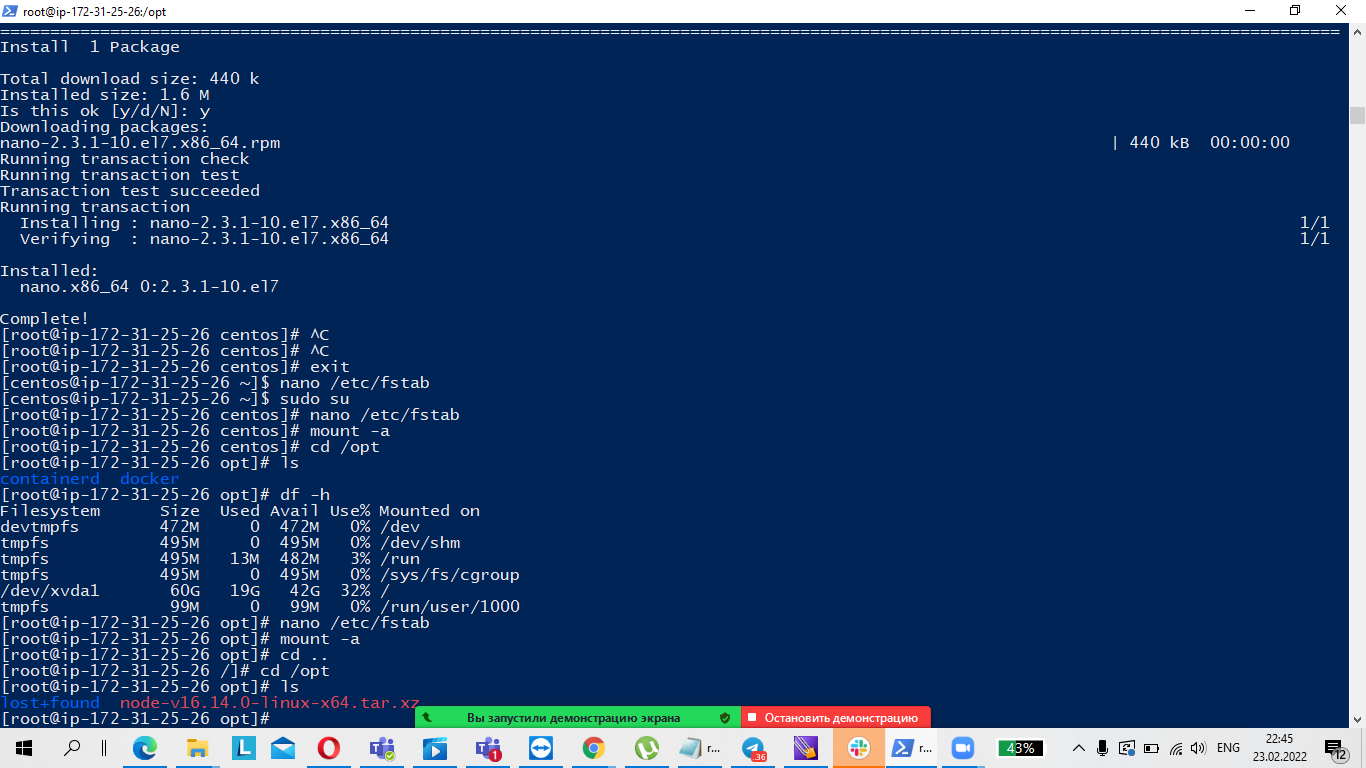 root@ip-172-31-25-26:/opt
================================================================================
Install  1 Package
Total download size: 440 k
Installed size: 1.6 M
Is this ok [y/d/N]: y
Downloading packages:
nano-2.3.1-10.el7.x86_64.rpm | 440 kB  00:00:00
Running transaction check
Running transaction test
Transaction test succeeded
Running transaction
  Installing : nano-2.3.1-10.el7.x86_64 1/1
  Verifying  : nano-2.3.1-10.el7.x86_64 1/1
Installed:
  nano.x86_64 0:2.3.1-10.el7
Complete!
[root@ip-172-31-25-26 centos]# ^C
[root@ip-172-31-25-26 centos]# ^C
[root@ip-172-31-25-26 centos]# exit
[centos@ip-172-31-25-26 ~]$ nano /etc/fstab
[centos@ip-172-31-25-26 ~]$ sudo su
[root@ip-172-31-25-26 centos]# nano /etc/fstab
[root@ip-172-31-25-26 centos]# mount -a
[root@ip-172-31-25-26 centos]# cd /opt
[root@ip-172-31-25-26 opt]# ls
containerd  docker
[root@ip-172-31-25-26 opt]# df -h
Filesystem      Size  Used Avail Use% Mounted on
devtmpfs        472M     0  472M   0% /dev
tmpfs           495M     0  495M   0% /dev/shm
tmpfs           495M   13M  482M   3% /run
tmpfs           495M     0  495M   0% /sys/fs/cgroup
/dev/xvda1       60G   19G   42G  32% /
tmpfs            99M     0   99M   0% /run/user/1000
[root@ip-172-31-25-26 opt]# nano /etc/fstab
[root@ip-172-31-25-26 opt]# mount -a
[root@ip-172-31-25-26 opt]# cd ..
[root@ip-172-31-25-26 /]# cd /opt
[root@ip-172-31-25-26 opt]# ls
lost+found  node-v16.14.0-linux-x64.tar.xz
[root@ip-172-31-25-26 opt]#
Вы запустили демонстрацию экрана
Остановить демонстрацию
L
1
r...
36
r...
43%
ENG
22:45
23.02.2022
12